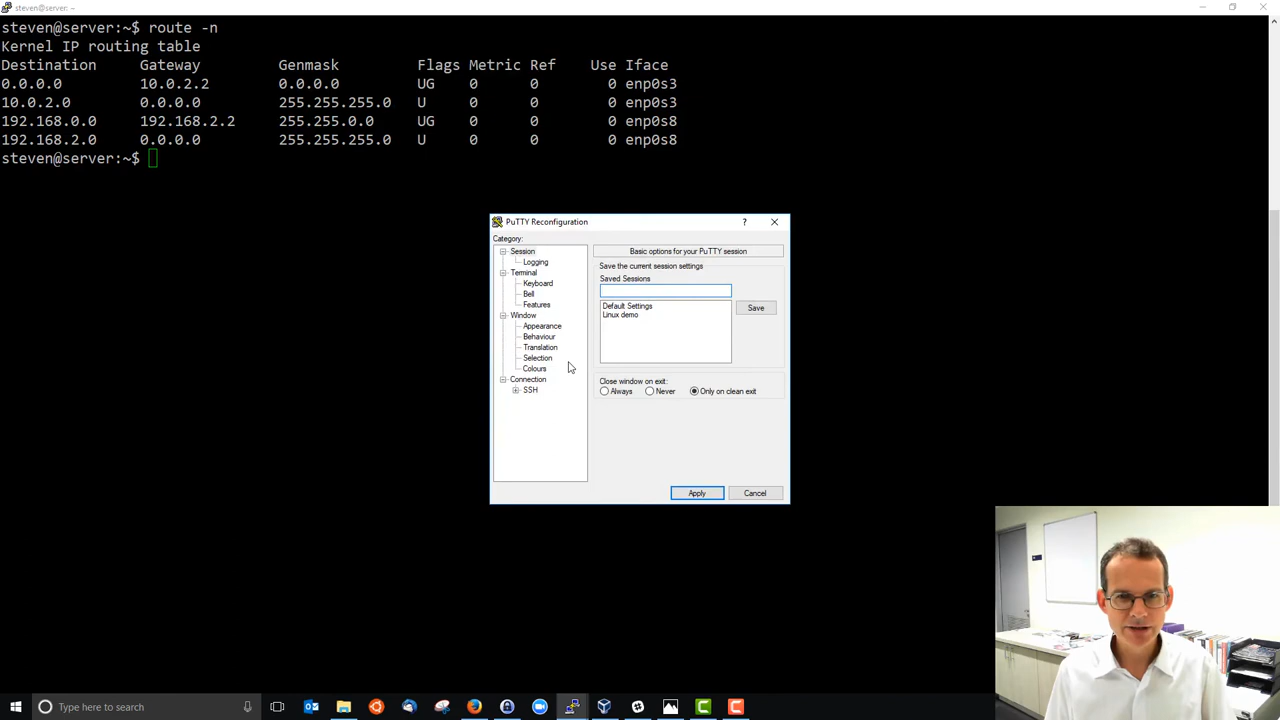 steven@server: ~
steven@server:~$ route -n
Kernel IP routing table
Destination Gateway Genmask Flags Metric Ref Use Iface
0.0.0.0 10.0.2.2 0.0.0.0 UG 0 0 0 enp0s3
10.0.2.0 0.0.0.0 255.255.255.0 U 0 0 0 enp0s3
192.168.0.0 192.168.2.2 255.255.0.0 UG 0 0 0 enp0s8
192.168.2.0 0.0.0.0 255.255.255.0 U 0 0 0 enp0s8
steven@server:~$
PuTTY Reconfiguration
?
Category:
Session
Logging
Terminal
Keyboard
Bell
Features
Window
Appearance
Behaviour
Translation
Selection
Colours
Connection
SSH
Basic options for your PuTTY session
Save the current session settings
Saved Sessions
Default Settings
Linux demo
Save
Close window on exit:
Always Never Only on clean exit
Apply Cancel
Type here to search